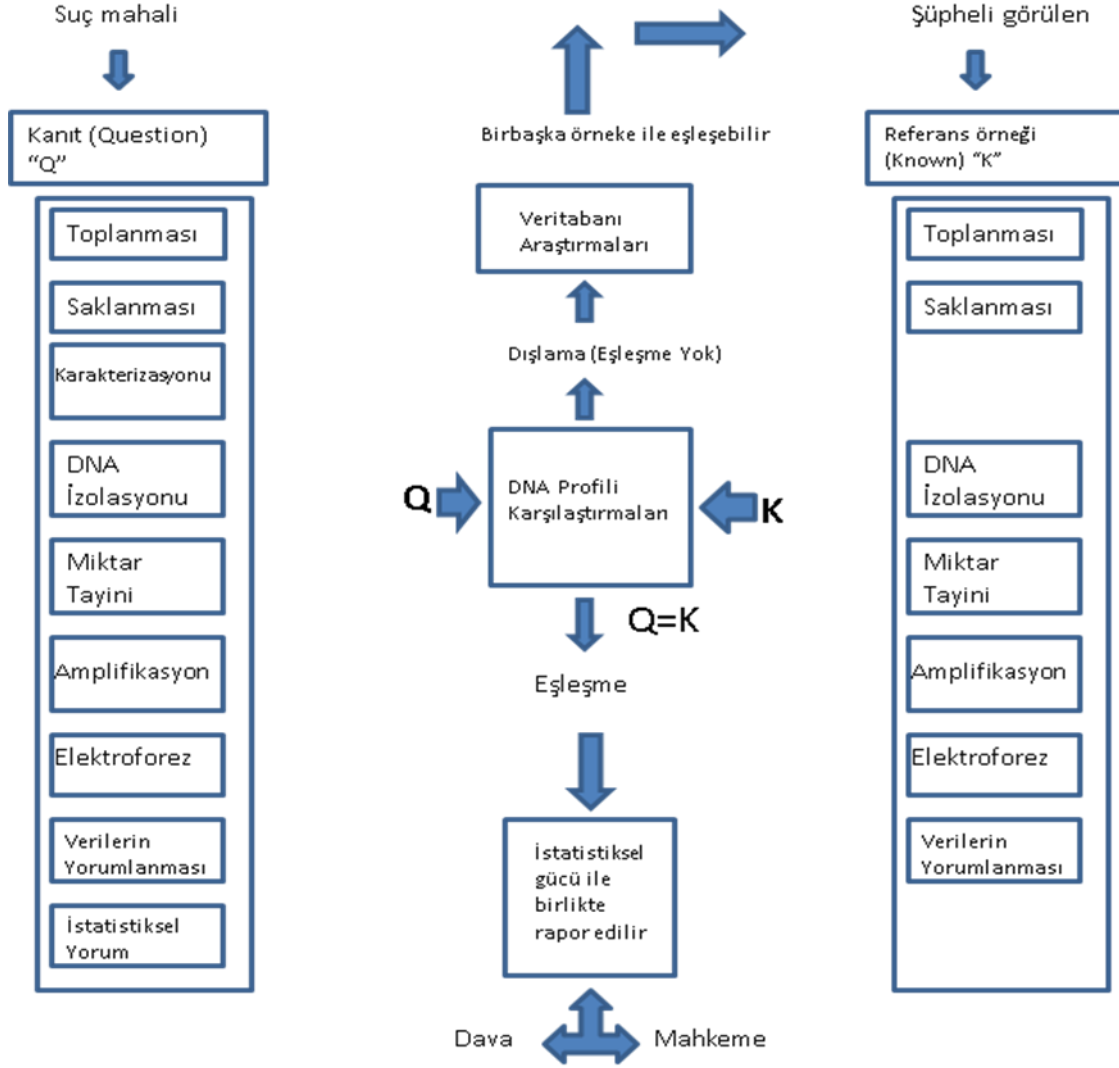 Suç mahali
Kanıt (Question)
“Q”
Toplanması
Saklanması
Karakterizasyonu
DNA
İzolasyonu
Miktar
Tayini
Amplifikasyon
Elektroforez
Verilerin
Yorumlanması
İstatistiksel
Yorum
Birbaşka örneke ile eşleşebilir
Veritabanı
Araştırmaları
Dışlama (Eşleşme Yok)
Q
DNA Profili
Karşılaştırmaları
K
Q=K
Eşleşme
İstatistiksel
gücü ile
birlikte
rapor edilir
Dava
Mahkeme
Şüpheli görülen
Referans örneği
(Known) “K”
Toplanması
Saklanması
DNA
İzolasyonu
Miktar
Tayini
Amplifikasyon
Elektroforez
Verilerin
Yorumlanması